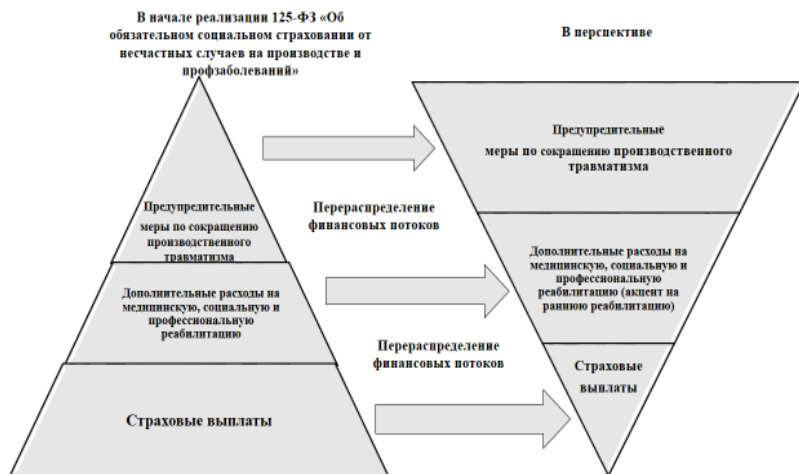 В начале реализации 125-ФЗ «Об
обязательном социальном страховании от
несчастных случаев на производстве и
профзаболеваний»
В перспективе
Предупредительные
меры по сокращению
производственного
травматизма
Дополнительные расходы на
медицинскую, социальную и
профессиональную
реабилитацию
Страховые выплаты
Перераспределение
финансовых потоков
Перераспределение
финансовых потоков
Предупредительные
меры по сокращению производственного
травматизма
Дополнительные расходы на
медицинскую, социальную и
профессиональную
реабилитацию (акцент на
раннюю реабилитацию)
Страховые
выплаты